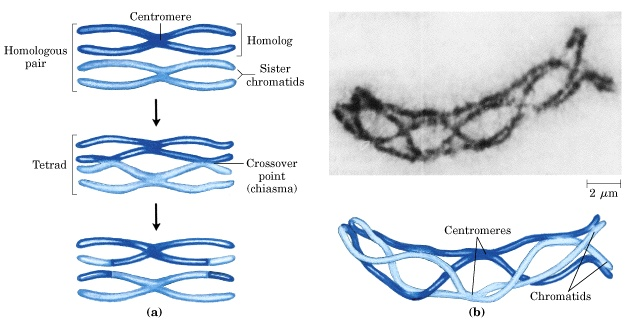 Centromere
Homologous
pair
Homolog
Sister
chromatids
Tetrad
Crossover
point
(chiasma)
(a)
2 μm
Centromeres
Chromatids
(b)